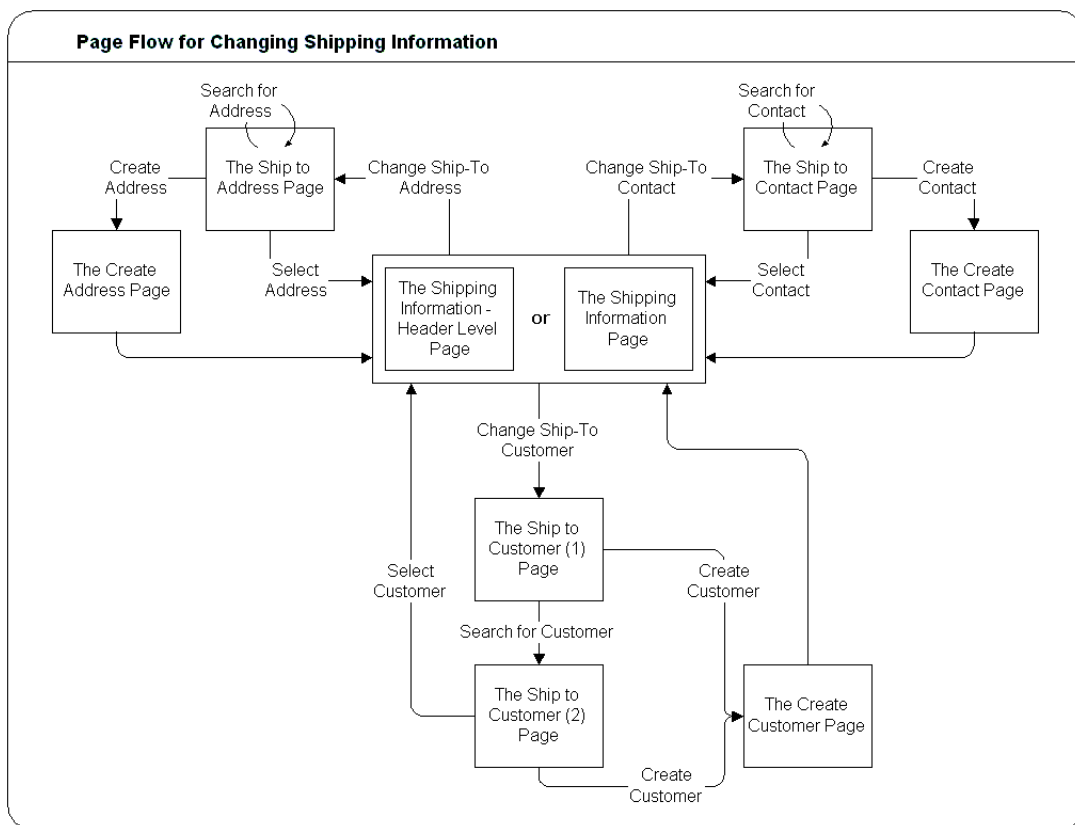 Page Flow for Changing Shipping Information
Search for
Address
Search for
Contact
The Ship to
Address Page
Create
Address
Change Ship-To
Address
Change Ship-To
Contact
The Ship to
Contact Page
Create
Contact
The Create
Address Page
Select
Address
The Shipping
Information -
Header Level
Page
or
The Shipping
Information
Page
Select
Contact
The Create
Contact Page
Change Ship-To
Customer
The Ship to
Customer (1)
Page
Select
Customer
Create
Customer
Search for Customer
The Ship to
Customer (2)
Page
The Create
Customer Page
Create
Customer